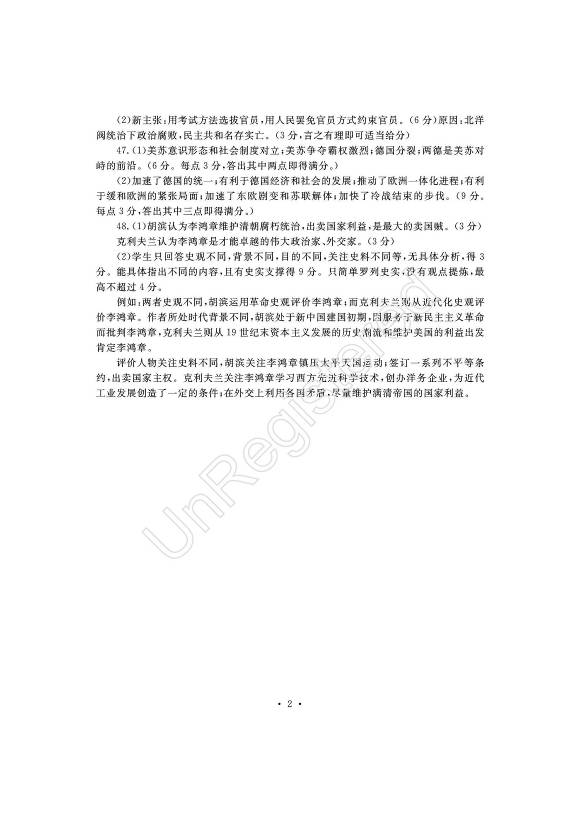 (2)新主张:用考试方法选拔官员,用人民罢免官员方式约束官员。(6分)原因:北洋
阀统治下政治腐败,民主共和名存实亡。(3分,言之有理即可适当给分)
47.(1)美苏意识形态和社会制度对立;美苏争夺霸权激烈;德国分裂;两德是美苏对
峙的前沿。(6分。每点3分,答出其中两点即得满分。)
(2)加速了德国的统一;有利于德国经济和社会的发展;推动了欧洲一体化进程;有利
于缓和欧洲的紧张局面;加速了东欧剧变和苏联解体;加快了冷战结束的步伐。(9分。
每点3分,答出其中三点即得满分。)
48.(1)胡滨认为李鸿章维护清朝腐朽统治,出卖国家利益,是最大的卖国贼。(3分)
克利夫兰认为李鸿章是才能卓越的伟大政治家、外交家。(3分)
(2)学生只回答史观不同,背景不同,目的不同,关注史料不同等,无具体分析,得3
分。能具体指出不同的内容,且有史实支撑得9分。只简单罗列史实,没有观点提炼,最
高不超过4分。
例如:两者史观不同,胡滨运用革命史观评价李鸿章;而克利夫兰则从近代化史观评
价李鸿章。作者所处时代背景不同,胡滨处于新中国建国初期,因服务于新民主主义革命
而批判李鸿章,克利夫兰则从19世纪末资本主义发展的历史潮流和维护美国的利益出发
肯定李鸿章。
评价人物关注史料不同,胡滨关注李鸿章镇压太平天国运动;签订一系列不平等条
约,出卖国家主权。克利夫兰关注李鸿章学习西方先进科学技术,创办洋务企业,为近代
工业发展创造了一定的条件;在外交上利用各国矛盾,尽量维护满清帝国的国家利益。
UnRegistered
· 2 ·